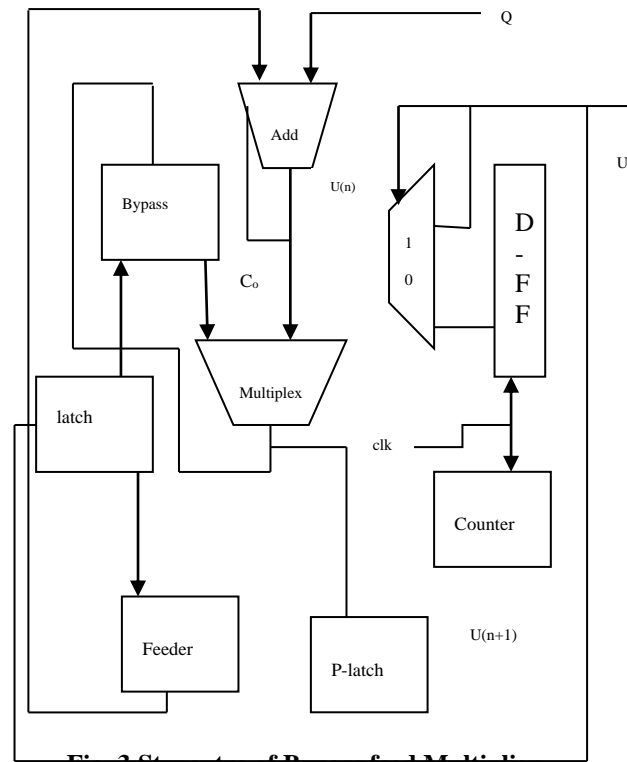 Q
Add
U
U(n)
Bypass
1
0
D
-
F
F
Co
Multiplex
latch
clk
Counter
Feeder
P-latch
U(n+1)